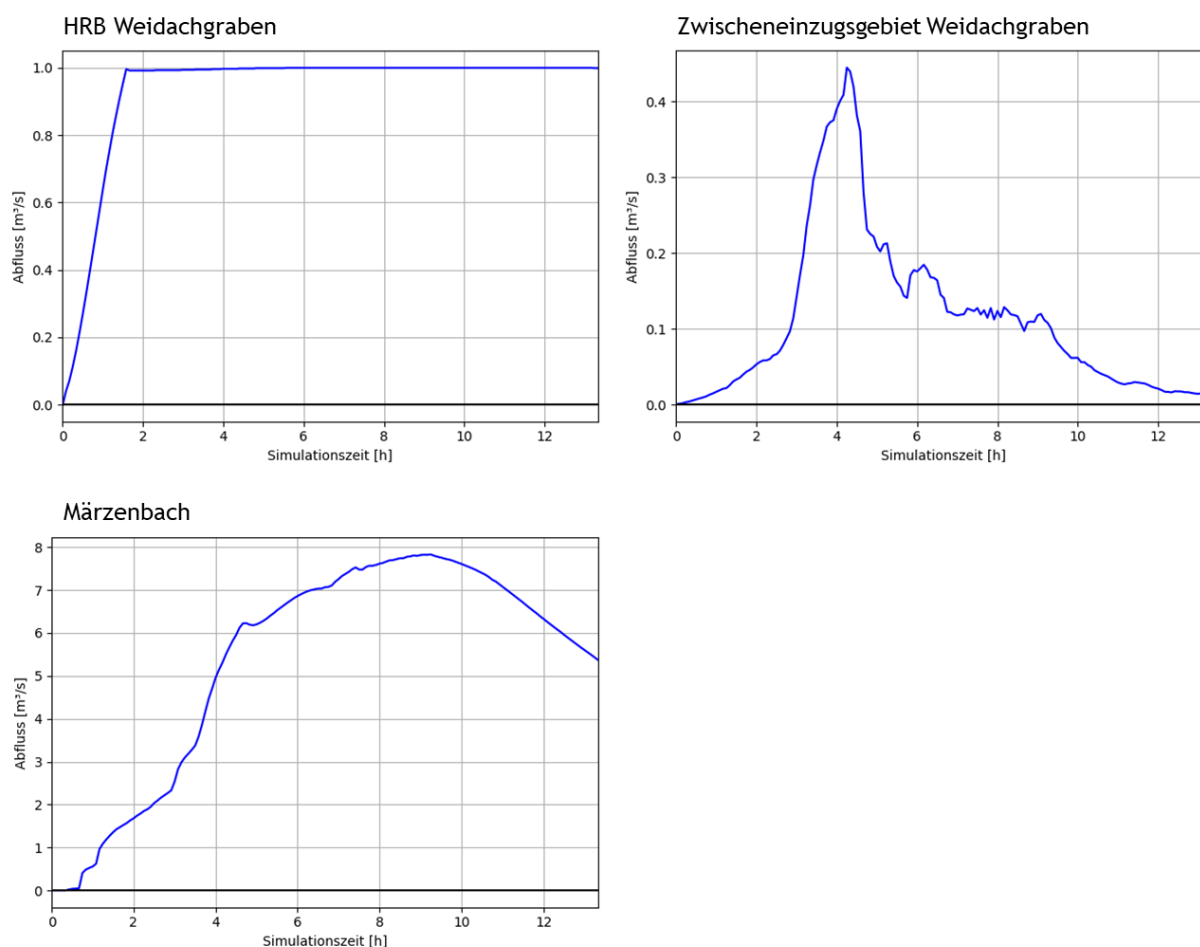 HRB Weidachgraben
1.0
0.8
0.6
0.4
0.2
0.0
Abfluss [m³/s]
0 2 4 6 8 10 12
Simulationszeit [h]
Zwischeneinzugsgebiet Weidachgraben
0.4
0.3
0.2
0.1
0.0
Abfluss [m³/s]
0 2 4 6 8 10 12
Simulationszeit [h]
Märzenbach
8
7
6
5
4
3
2
1
0
Abfluss [m³/s]
0 2 4 6 8 10 12
Simulationszeit [h]